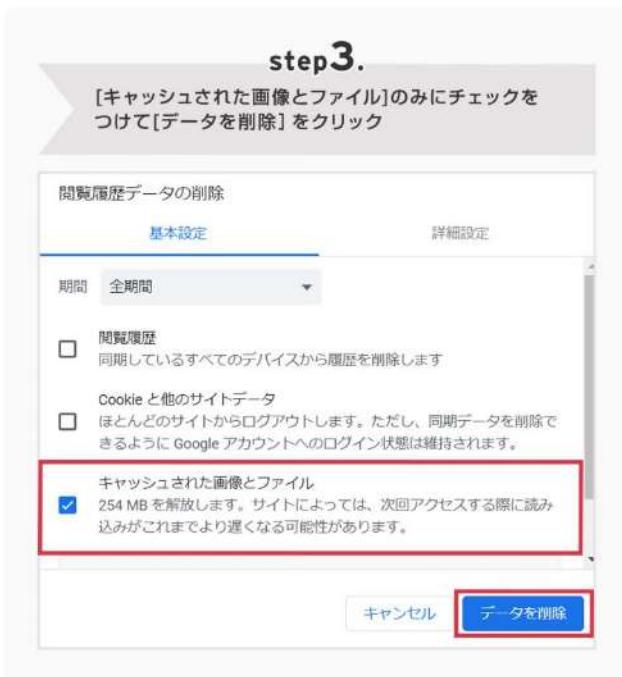 step3.
[キャッシュされた画像とファイル]のみにチェックを
つけて[データを削除] をクリック
閲覧履歴データの削除
基本設定
詳細設定
期間
全期間
閲覧履歴
同期しているすべてのデバイスから履歴を削除します
Cookie と他のサイトデータ
ほとんどのサイトからログアウトします。ただし、同期データを削除で
きるように Google アカウントへのログイン状態は維持されます。
キャッシュされた画像とファイル
254 MB を解放します。サイトによっては、次回アクセスする際に読み
込みがこれまでより遅くなる可能性があります。
キャンセル
データを削除